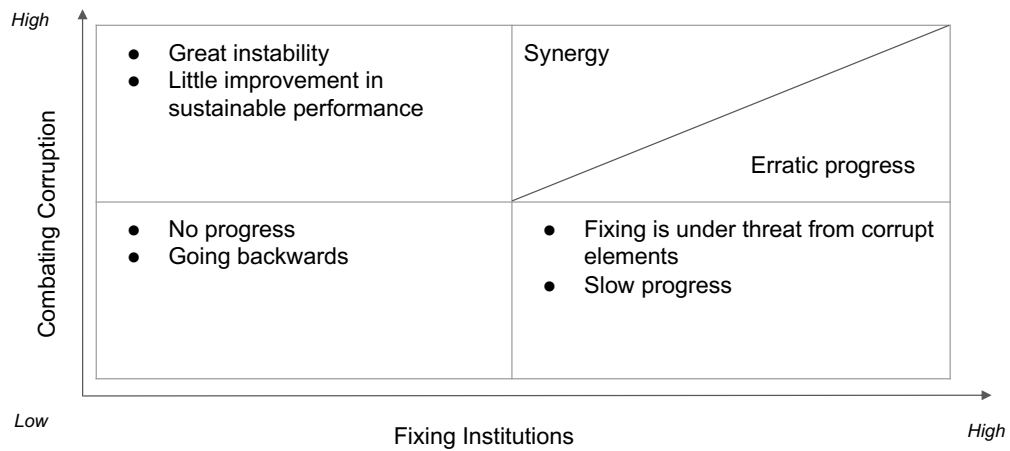 High
● Great instability
● Little improvement in
sustainable performance
Synergy
Erratic progress
Combating Corruption
● No progress
● Going backwards
● Fixing is under threat from corrupt
elements
● Slow progress
Low
Fixing Institutions
High